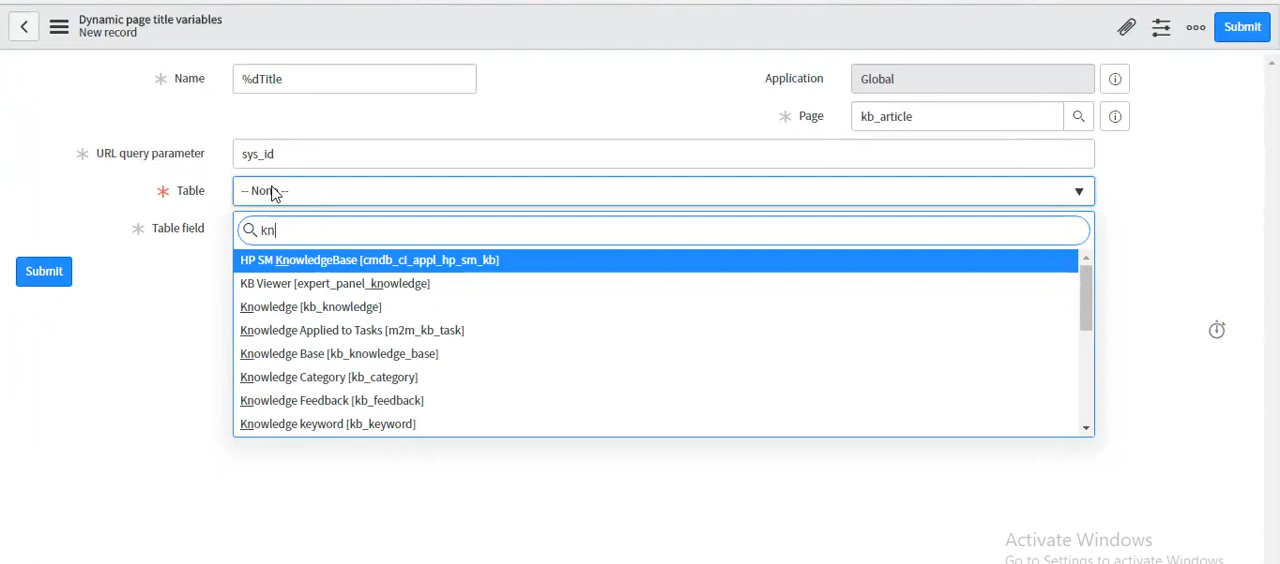 Dynamic page title variables
New record
Submit
Name
%dTitle
Application
Global
Page
kb_article
URL query parameter
sys_id
Table
-- None --
Table field
kn
Submit
HP SM KnowledgeBase [cmdb_ci_appl_hp_sm_kb]
KB Viewer [expert_panel_knowledge]
Knowledge [kb_knowledge]
Knowledge Applied to Tasks [m2m_kb_task]
Knowledge Base [kb_knowledge_base]
Knowledge Category [kb_category]
Knowledge Feedback [kb_feedback]
Knowledge keyword [kb_keyword]
Activate Windows
Go to Settings to activate Windows.